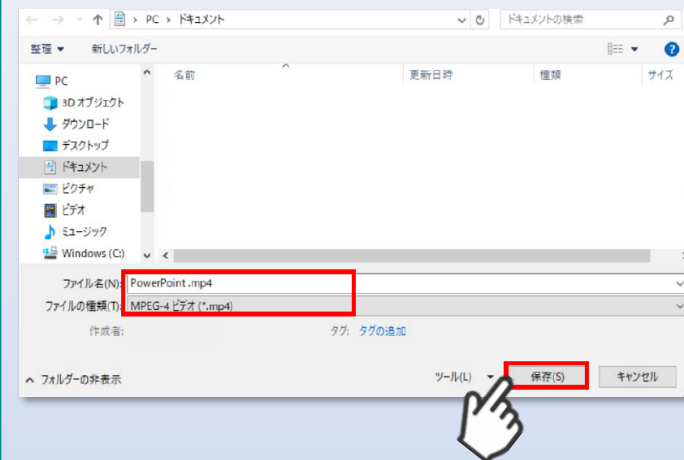 PC › ドキュメント
ドキュメントの検索
整理 新しいフォルダー
名前 更新日時 種類 サイズ
PC
3D オブジェクト
ダウンロード
デスクトップ
ドキュメント
ピクチャ
ビデオ
ミュージック
Windows (C:)
ファイル名(N): PowerPoint.mp4
ファイルの種類(T): MPEG-4 ビデオ (*.mp4)
作成者:
タグ: タグの追加
フォルダーの非表示
ツール(L) 保存(S) キャンセル